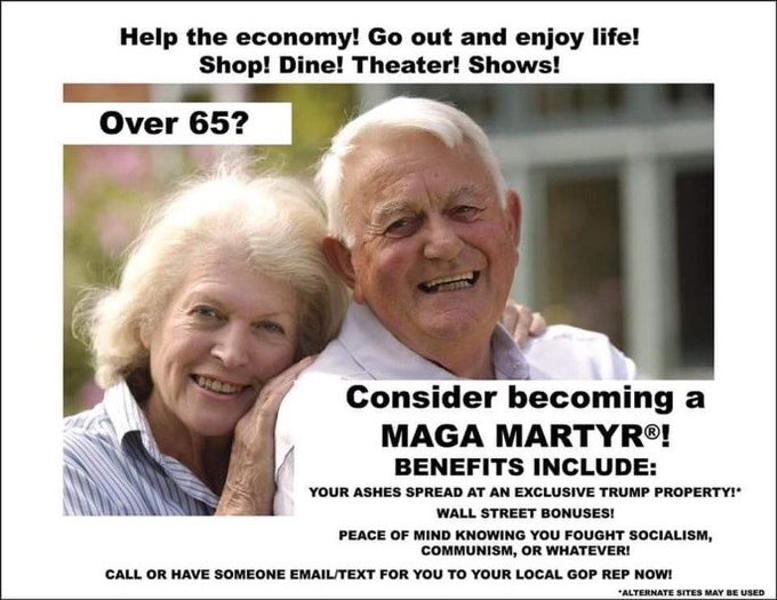 Help the economy! Go out and enjoy life!
Shop! Dine! Theater! Shows!
Over 65?
Consider becoming a
MAGA MARTYR®!
BENEFITS INCLUDE:
YOUR ASHES SPREAD AT AN EXCLUSIVE TRUMP PROPERTY!*
WALL STREET BONUSES!
PEACE OF MIND KNOWING YOU FOUGHT SOCIALISM,
COMMUNISM, OR WHATEVER!
CALL OR HAVE SOMEONE EMAIL/TEXT FOR YOU TO YOUR LOCAL GOP REP NOW!
*ALTERNATE SITES MAY BE USED